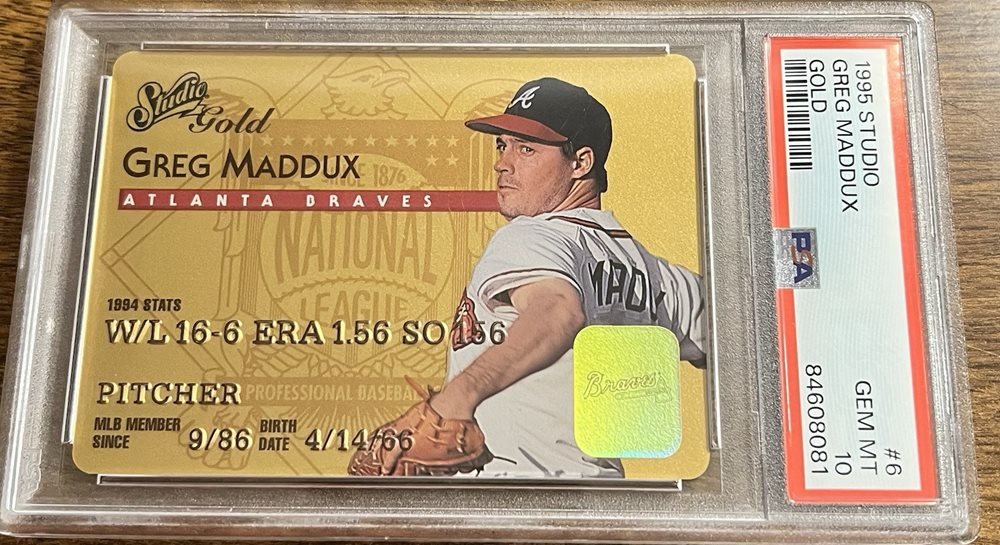 Studio
Gold
GREG MADDUX
ATLANTA BRAVES
SINCE 1876
NATIONAL
LEAGUE
1994 STATS
W/L 16-6 ERA 1.56 SO 156
PITCHER
PROFESSIONAL BASEBAL
MLB MEMBER SINCE 9/86 BIRTH DATE 4/14/66
A
MADU
Braves
1995 STUDIO
GREG MADDUX
GOLD
PSA
#6
GEM MT
10
84608081